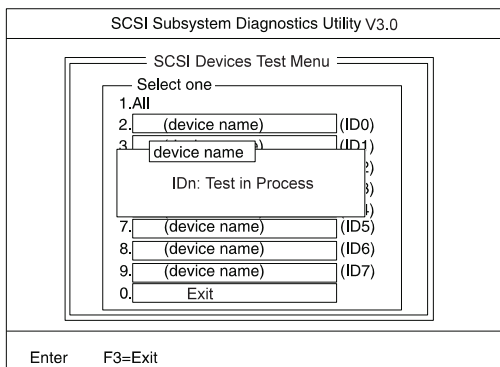 SCSI Subsystem Diagnostics Utility V3.0
SCSI Devices Test Menu
Select one
1.All
2. (device name) (ID0)
3. (ID1)
device name
IDn: Test in Process
7. (device name) (ID5)
8. (device name) (ID6)
9. (device name) (ID7)
0. Exit
Enter F3=Exit